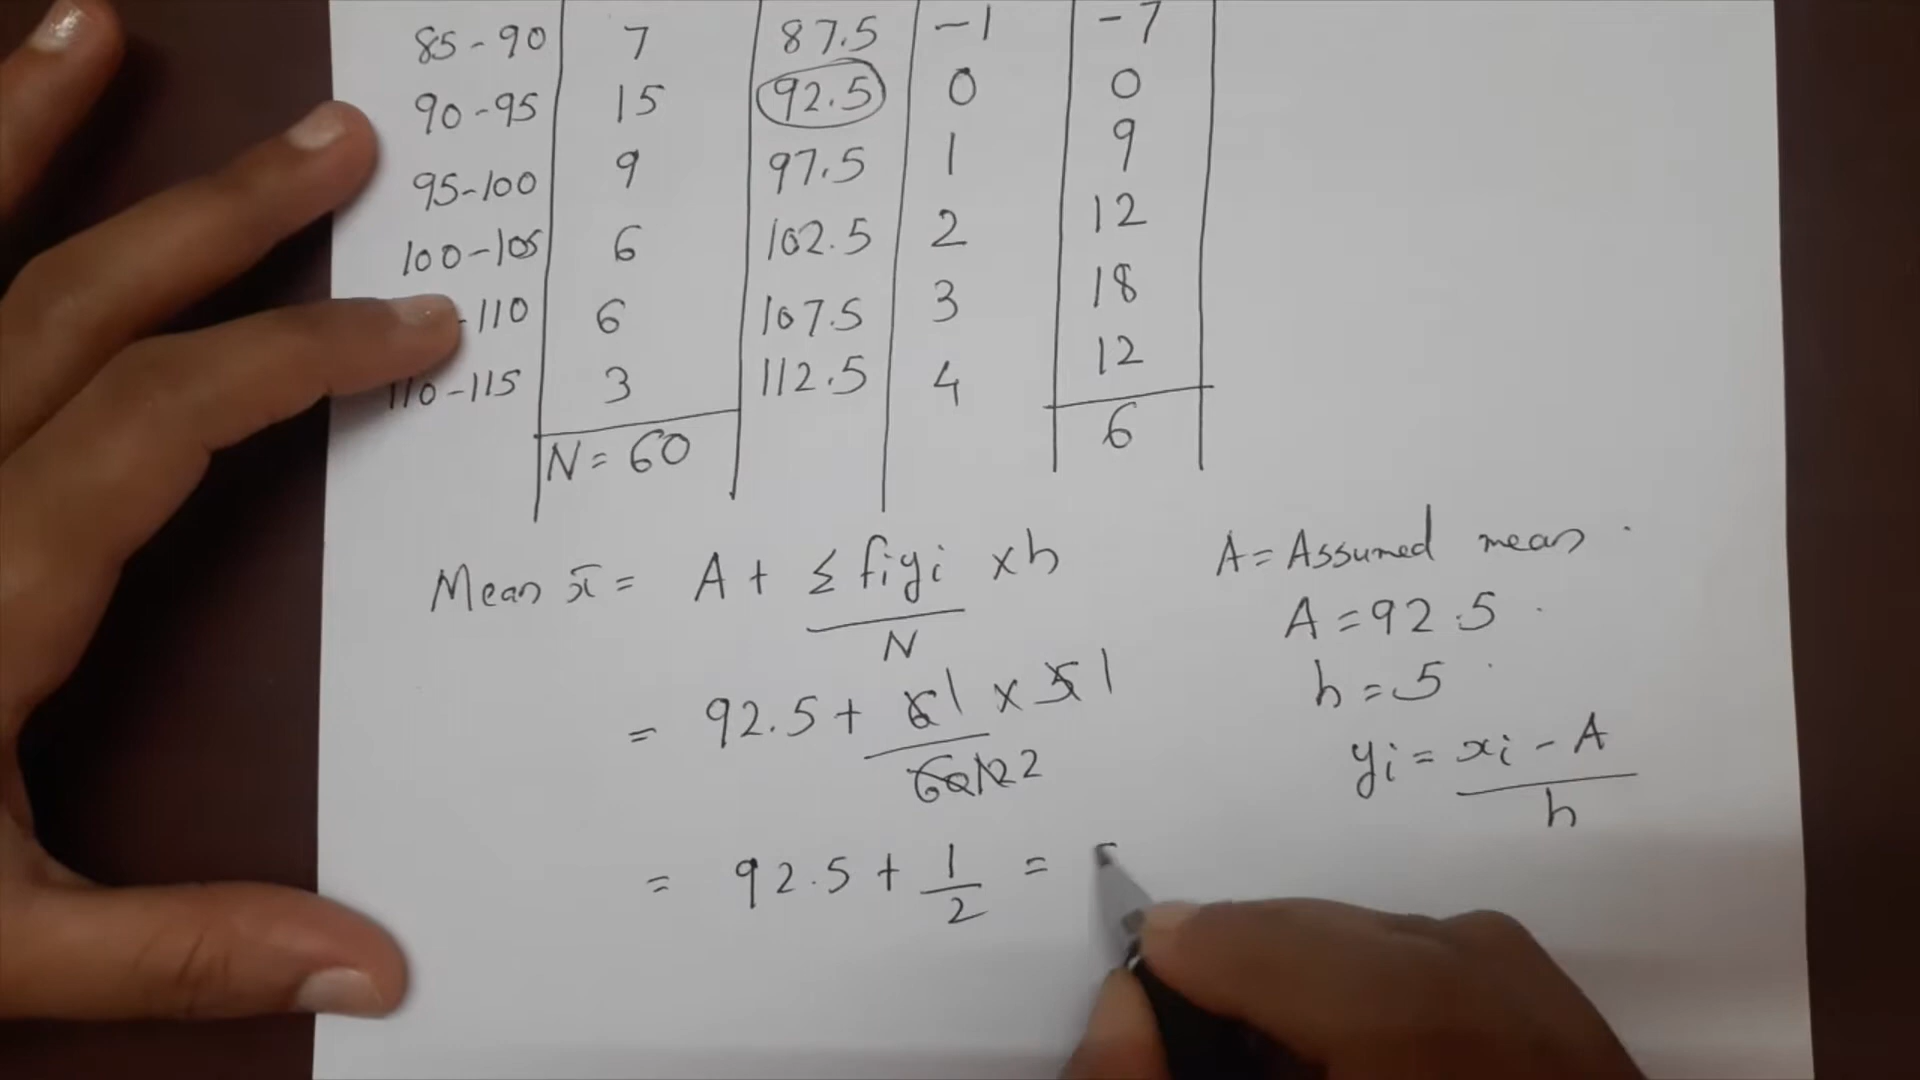 85-90 7 87.5 -1 -7
90-95 15 92.5 0 0
95-100 9 97.5 1 9
100-105 6 102.5 2 12
-110 6 107.5 3 18
110-115 3 112.5 4 12
N = 60 6
Mean x̄ = A + Σ fiyi × h
N
A = Assumed mean.
A = 92.5
h = 5
yi = xi - A
h
= 92.5 + 6 1 × 5 1
60 12 2
= 92.5 + 1 =
2